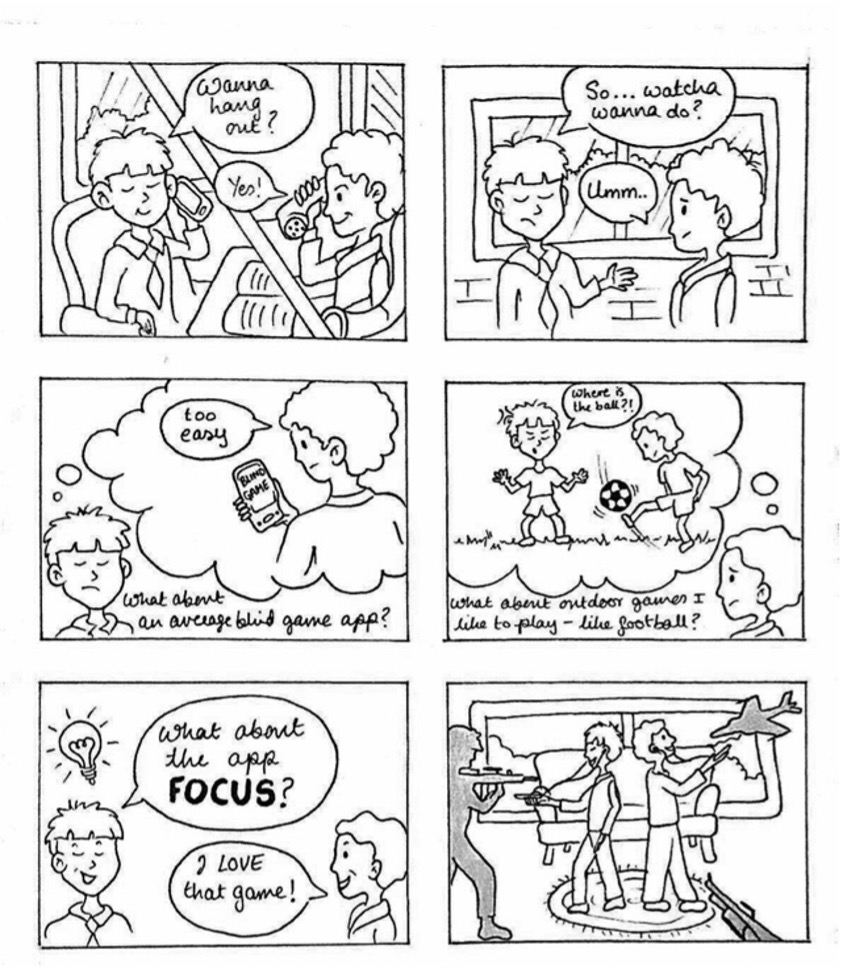 Wanna
hang
out?
Yes!
So... watcha
wanna do?
Umm..
too
easy
BLIND
GAME
What about
an average blind game app?
Where is
the ball?!
What about outdoor games I
like to play - like football?
What about
the app
FOCUS?
I LOVE
that game!